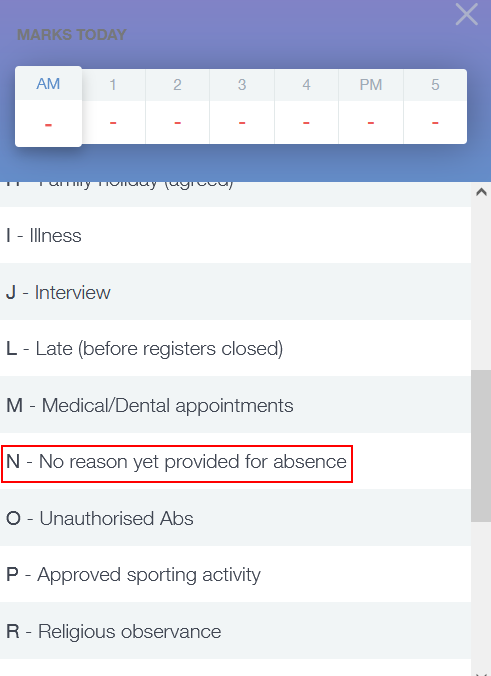 MARKS TODAY
AM 1 2 3 4 PM 5
- - - - - - -
H - Family holiday (agreed)
I - Illness
J - Interview
L - Late (before registers closed)
M - Medical/Dental appointments
N - No reason yet provided for absence
O - Unauthorised Abs
P - Approved sporting activity
R - Religious observance